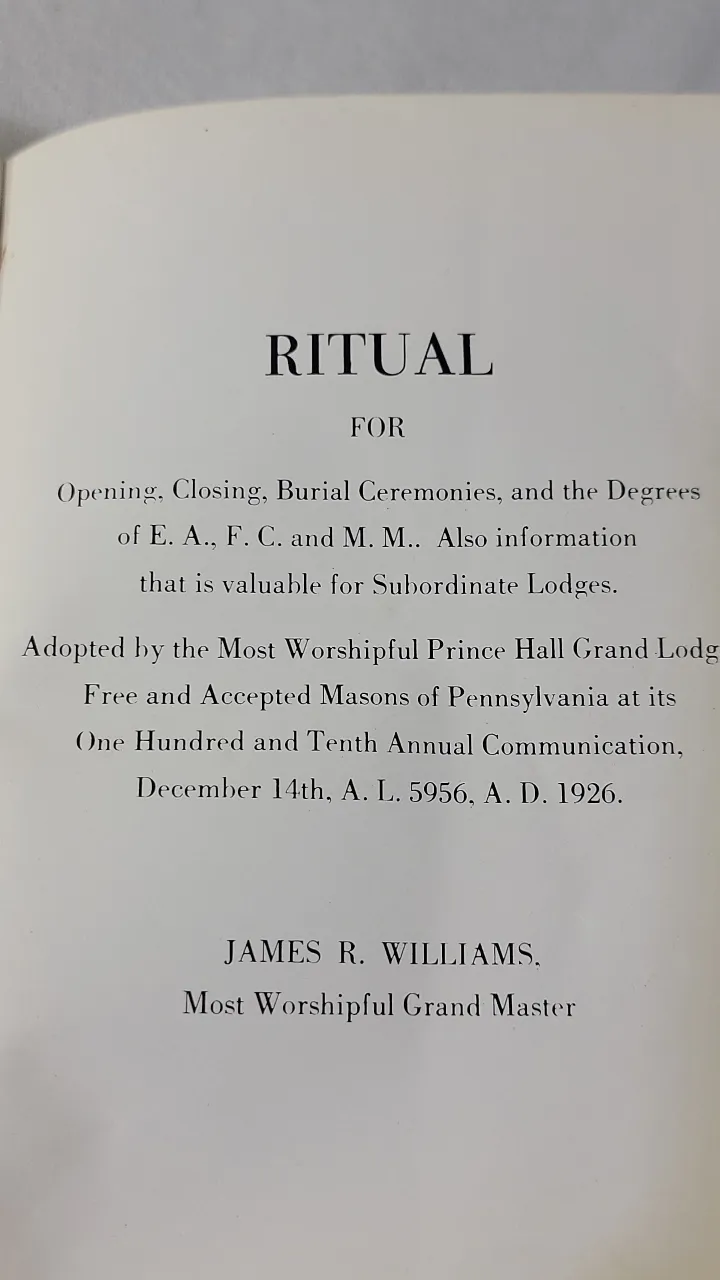 RITUAL
FOR
Opening, Closing, Burial Ceremonies, and the Degrees
of E. A., F. C. and M. M.. Also information
that is valuable for Subordinate Lodges.
Adopted by the Most Worshipful Prince Hall Grand Lodg
Free and Accepted Masons of Pennsylvania at its
One Hundred and Tenth Annual Communication,
December 14th, A. L. 5956, A. D. 1926.
JAMES R. WILLIAMS,
Most Worshipful Grand Master